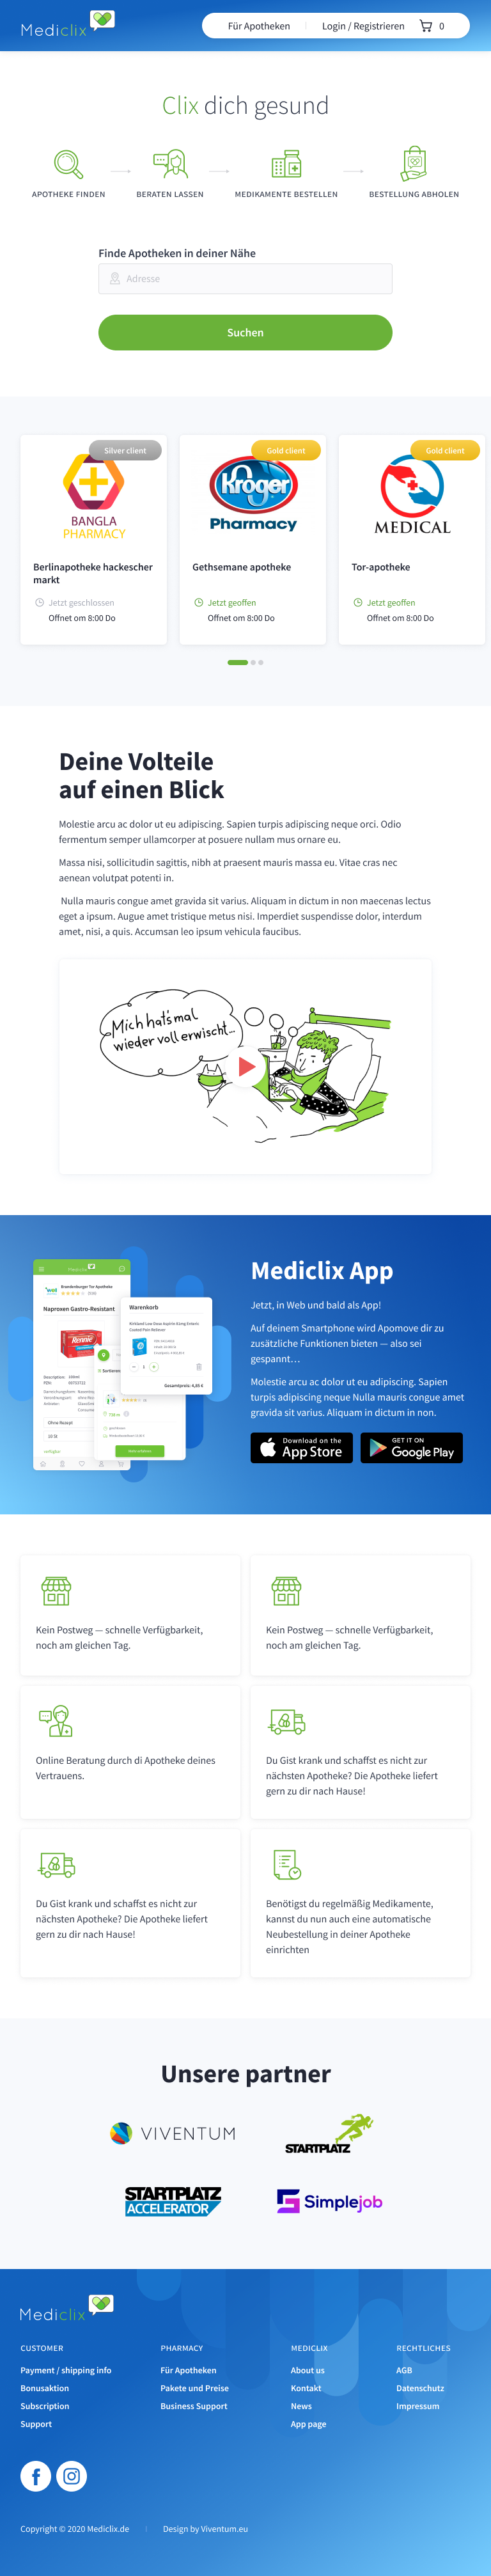 Mediclix
Für Apotheken
Login / Registrieren
0
Clix dich gesund
APOTHEKE FINDEN
BERATEN LASSEN
MEDIKAMENTE BESTELLEN
BESTELLUNG ABHOLEN
Finde Apotheken in deiner Nähe
Adresse
Suchen
Silver client
BANGLA
PHARMACY
Berlinapotheke hackescher
markt
Jetzt geschlossen
Offnet om 8:00 Do
Gold client
Kroger
Pharmacy
Gethsemane apotheke
Jetzt geoffen
Offnet om 8:00 Do
Gold client
MEDICAL
Tor-apotheke
Jetzt geoffen
Offnet om 8:00 Do
Deine Volteile
auf einen Blick
Molestie arcu ac dolor ut eu adipiscing. Sapien turpis adipiscing neque orci. Odio
fermentum semper ullamcorper at posuere nullam mus ornare eu.
Massa nisi, sollicitudin sagittis, nibh at praesent mauris massa eu. Vitae cras nec
aenean volutpat potenti in.
Nulla mauris congue amet gravida sit varius. Aliquam in dictum in non maecenas lectus
eget a ipsum. Augue amet tristique metus nisi. Imperdiet suspendisse dolor, interdum
amet, nisi, a quis. Accumsan leo ipsum vehicula faucibus.
Mich hat's mal
wieder voll erwischt...
Mediclix
Brandenburger Tor Apotheke
Naproxen Gastro-Resistant
Rennie
Ohne Rezept
10 St
verfügbar
Warenkorb
Gesamtpreis: 4,85 €
Mediclix App
Jetzt, in Web und bald als App!
Auf deinem Smartphone wird Apomove dir zu
zusätzliche Funktionen bieten — also sei
gespannt…
Molestie arcu ac dolor ut eu adipiscing. Sapien
turpis adipiscing neque Nulla mauris congue amet
gravida sit varius. Aliquam in dictum in non.
Download on the
App Store
GET IT ON
Google Play
Kein Postweg — schnelle Verfügbarkeit,
noch am gleichen Tag.
Kein Postweg — schnelle Verfügbarkeit,
noch am gleichen Tag.
Online Beratung durch di Apotheke deines
Vertrauens.
Du Gist krank und schaffst es nicht zur
nächsten Apotheke? Die Apotheke liefert
gern zu dir nach Hause!
Du Gist krank und schaffst es nicht zur
nächsten Apotheke? Die Apotheke liefert
gern zu dir nach Hause!
Benötigst du regelmäßig Medikamente,
kannst du nun auch eine automatische
Neubestellung in deiner Apotheke
einrichten
Unsere partner
VIVENTUM
STARTPLATZ
STARTPLATZ
ACCELERATOR
Simplejob
Mediclix
CUSTOMER
Payment / shipping info
Bonusaktion
Subscription
Support
PHARMACY
Für Apotheken
Pakete und Preise
Business Support
MEDICLIX
About us
Kontakt
News
App page
RECHTLICHES
AGB
Datenschutz
Impressum
Copyright © 2020 Mediclix.de
Design by Viventum.eu